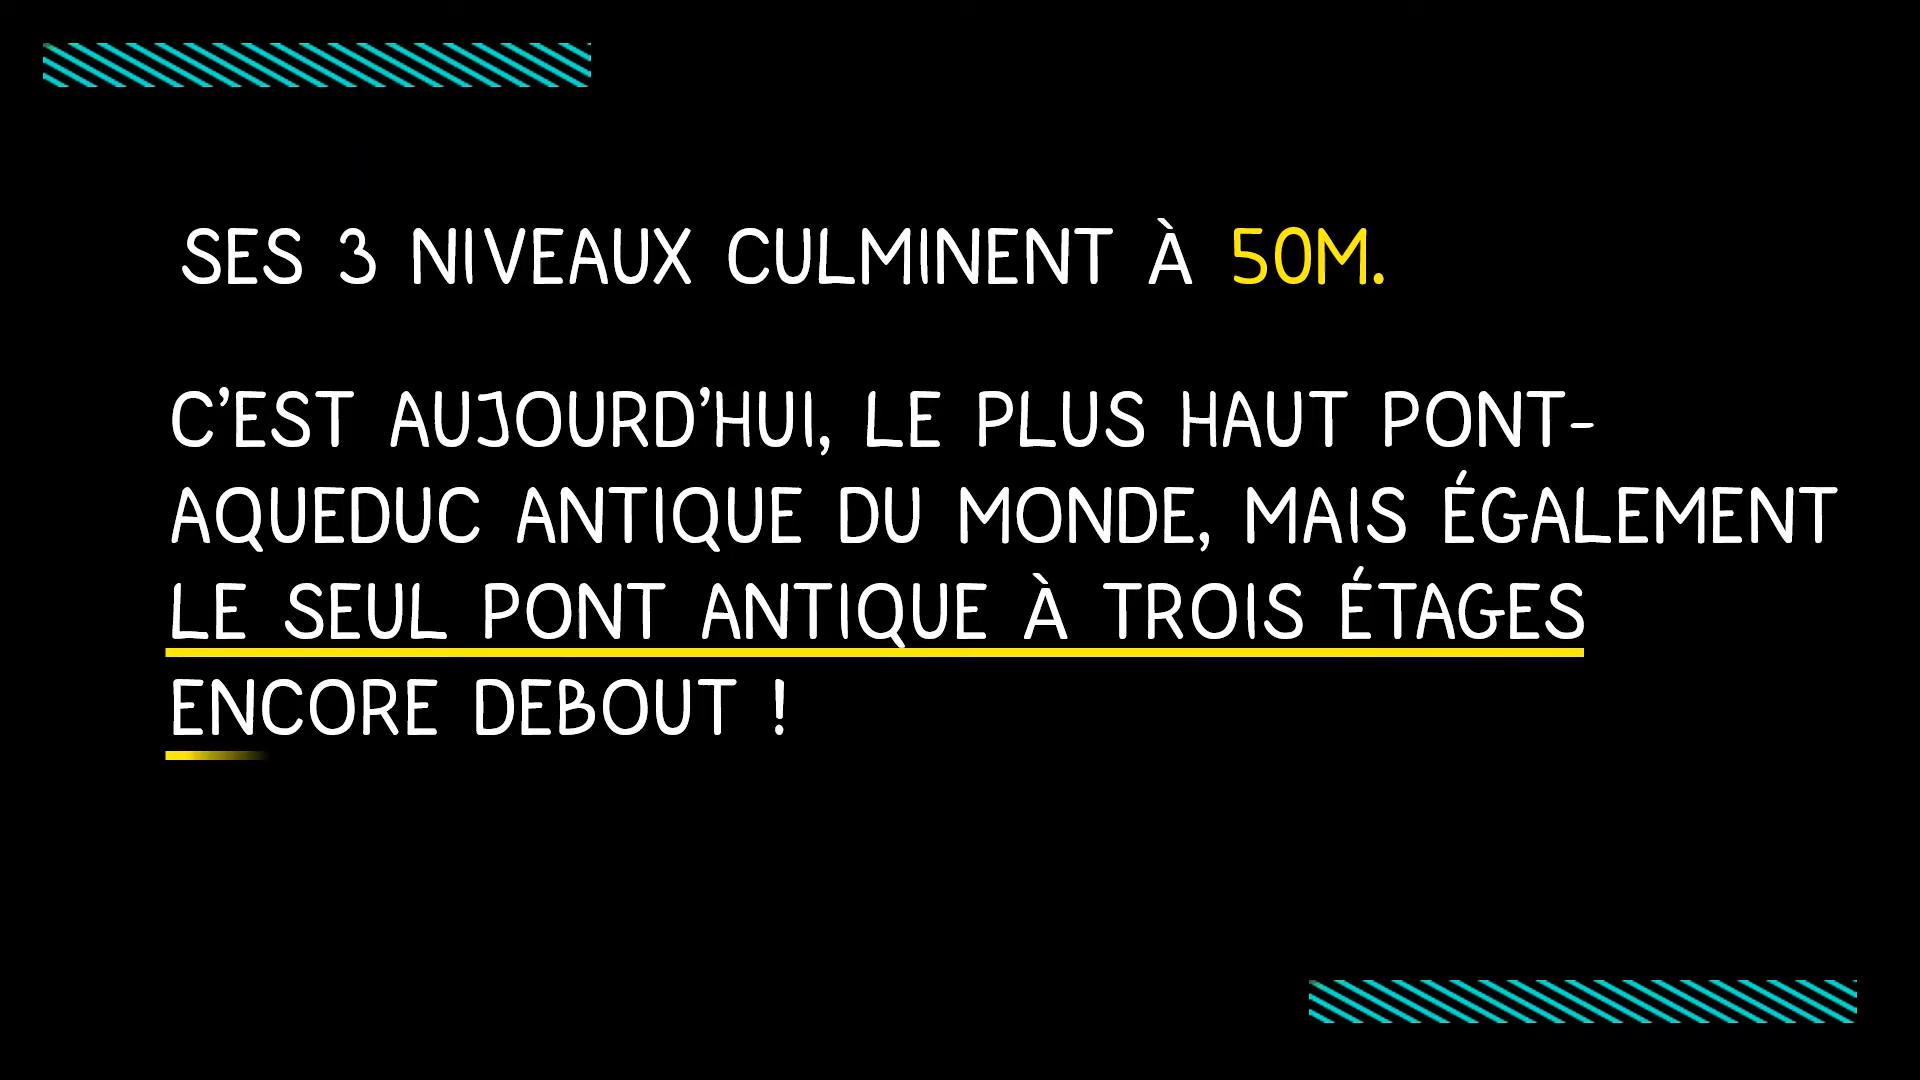 SES 3 NIVEAUX CULMINENT À 50M.
C’EST AUJOURD’HUI, LE PLUS HAUT PONT-
AQUEDUC ANTIQUE DU MONDE, MAIS ÉGALEMENT
LE SEUL PONT ANTIQUE À TROIS ÉTAGES
ENCORE DEBOUT !